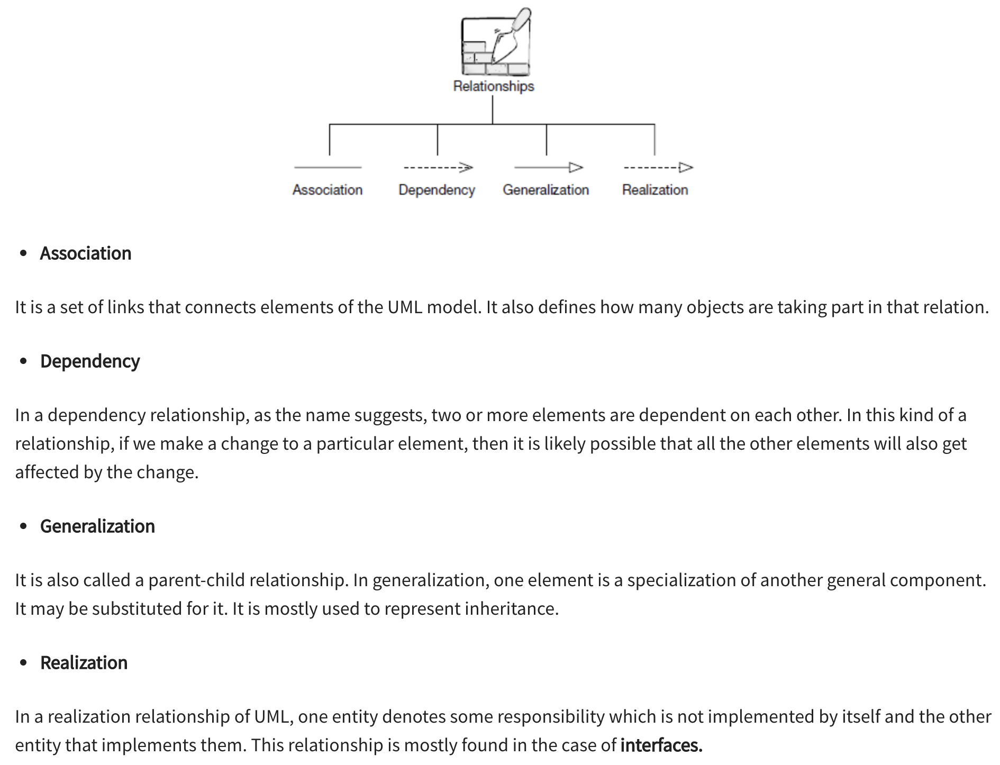 Relationships
Association
Dependency
Generalization
Realization
• Association
It is a set of links that connects elements of the UML model. It also defines how many objects are taking part in that relation.
• Dependency
In a dependency relationship, as the name suggests, two or more elements are dependent on each other. In this kind of a
relationship, if we make a change to a particular element, then it is likely possible that all the other elements will also get
affected by the change.
• Generalization
It is also called a parent-child relationship. In generalization, one element is a specialization of another general component.
It may be substituted for it. It is mostly used to represent inheritance.
• Realization
In a realization relationship of UML, one entity denotes some responsibility which is not implemented by itself and the other
entity that implements them. This relationship is mostly found in the case of interfaces.